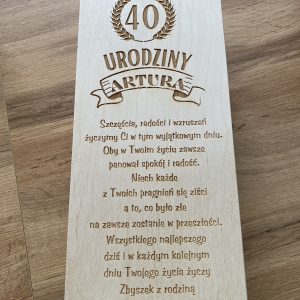 40
URODZINY
ARTURA
Szczęścia, radości i wzruszeń
życzymy Ci w tym wyjątkowym dniu.
Oby w Twoim życiu zawsze
panował spokój i radość.
Niech każde
z Twoich pragnień się ziści
a to, co było złe
na zawsze zostanie w przeszłości.
Wszystkiego najlepszego
dziś i w każdym kolejnym
dniu Twojego życia życzy
Zbyszek z rodziną